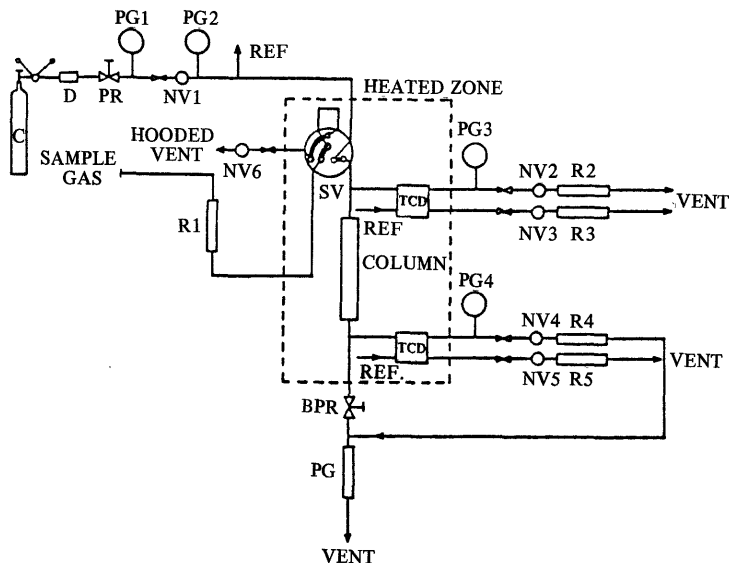 PG1
PG2
REF
D
PR
NV1
HEATED ZONE
C
HOODED
VENT
NV6
PG3
SAMPLE
GAS
SV
NV2
R2
TCD
VENT
REF
NV3
R3
R1
COLUMN
PG4
NV4
R4
TCD
VENT
REF.
NV5
R5
BPR
PG
VENT